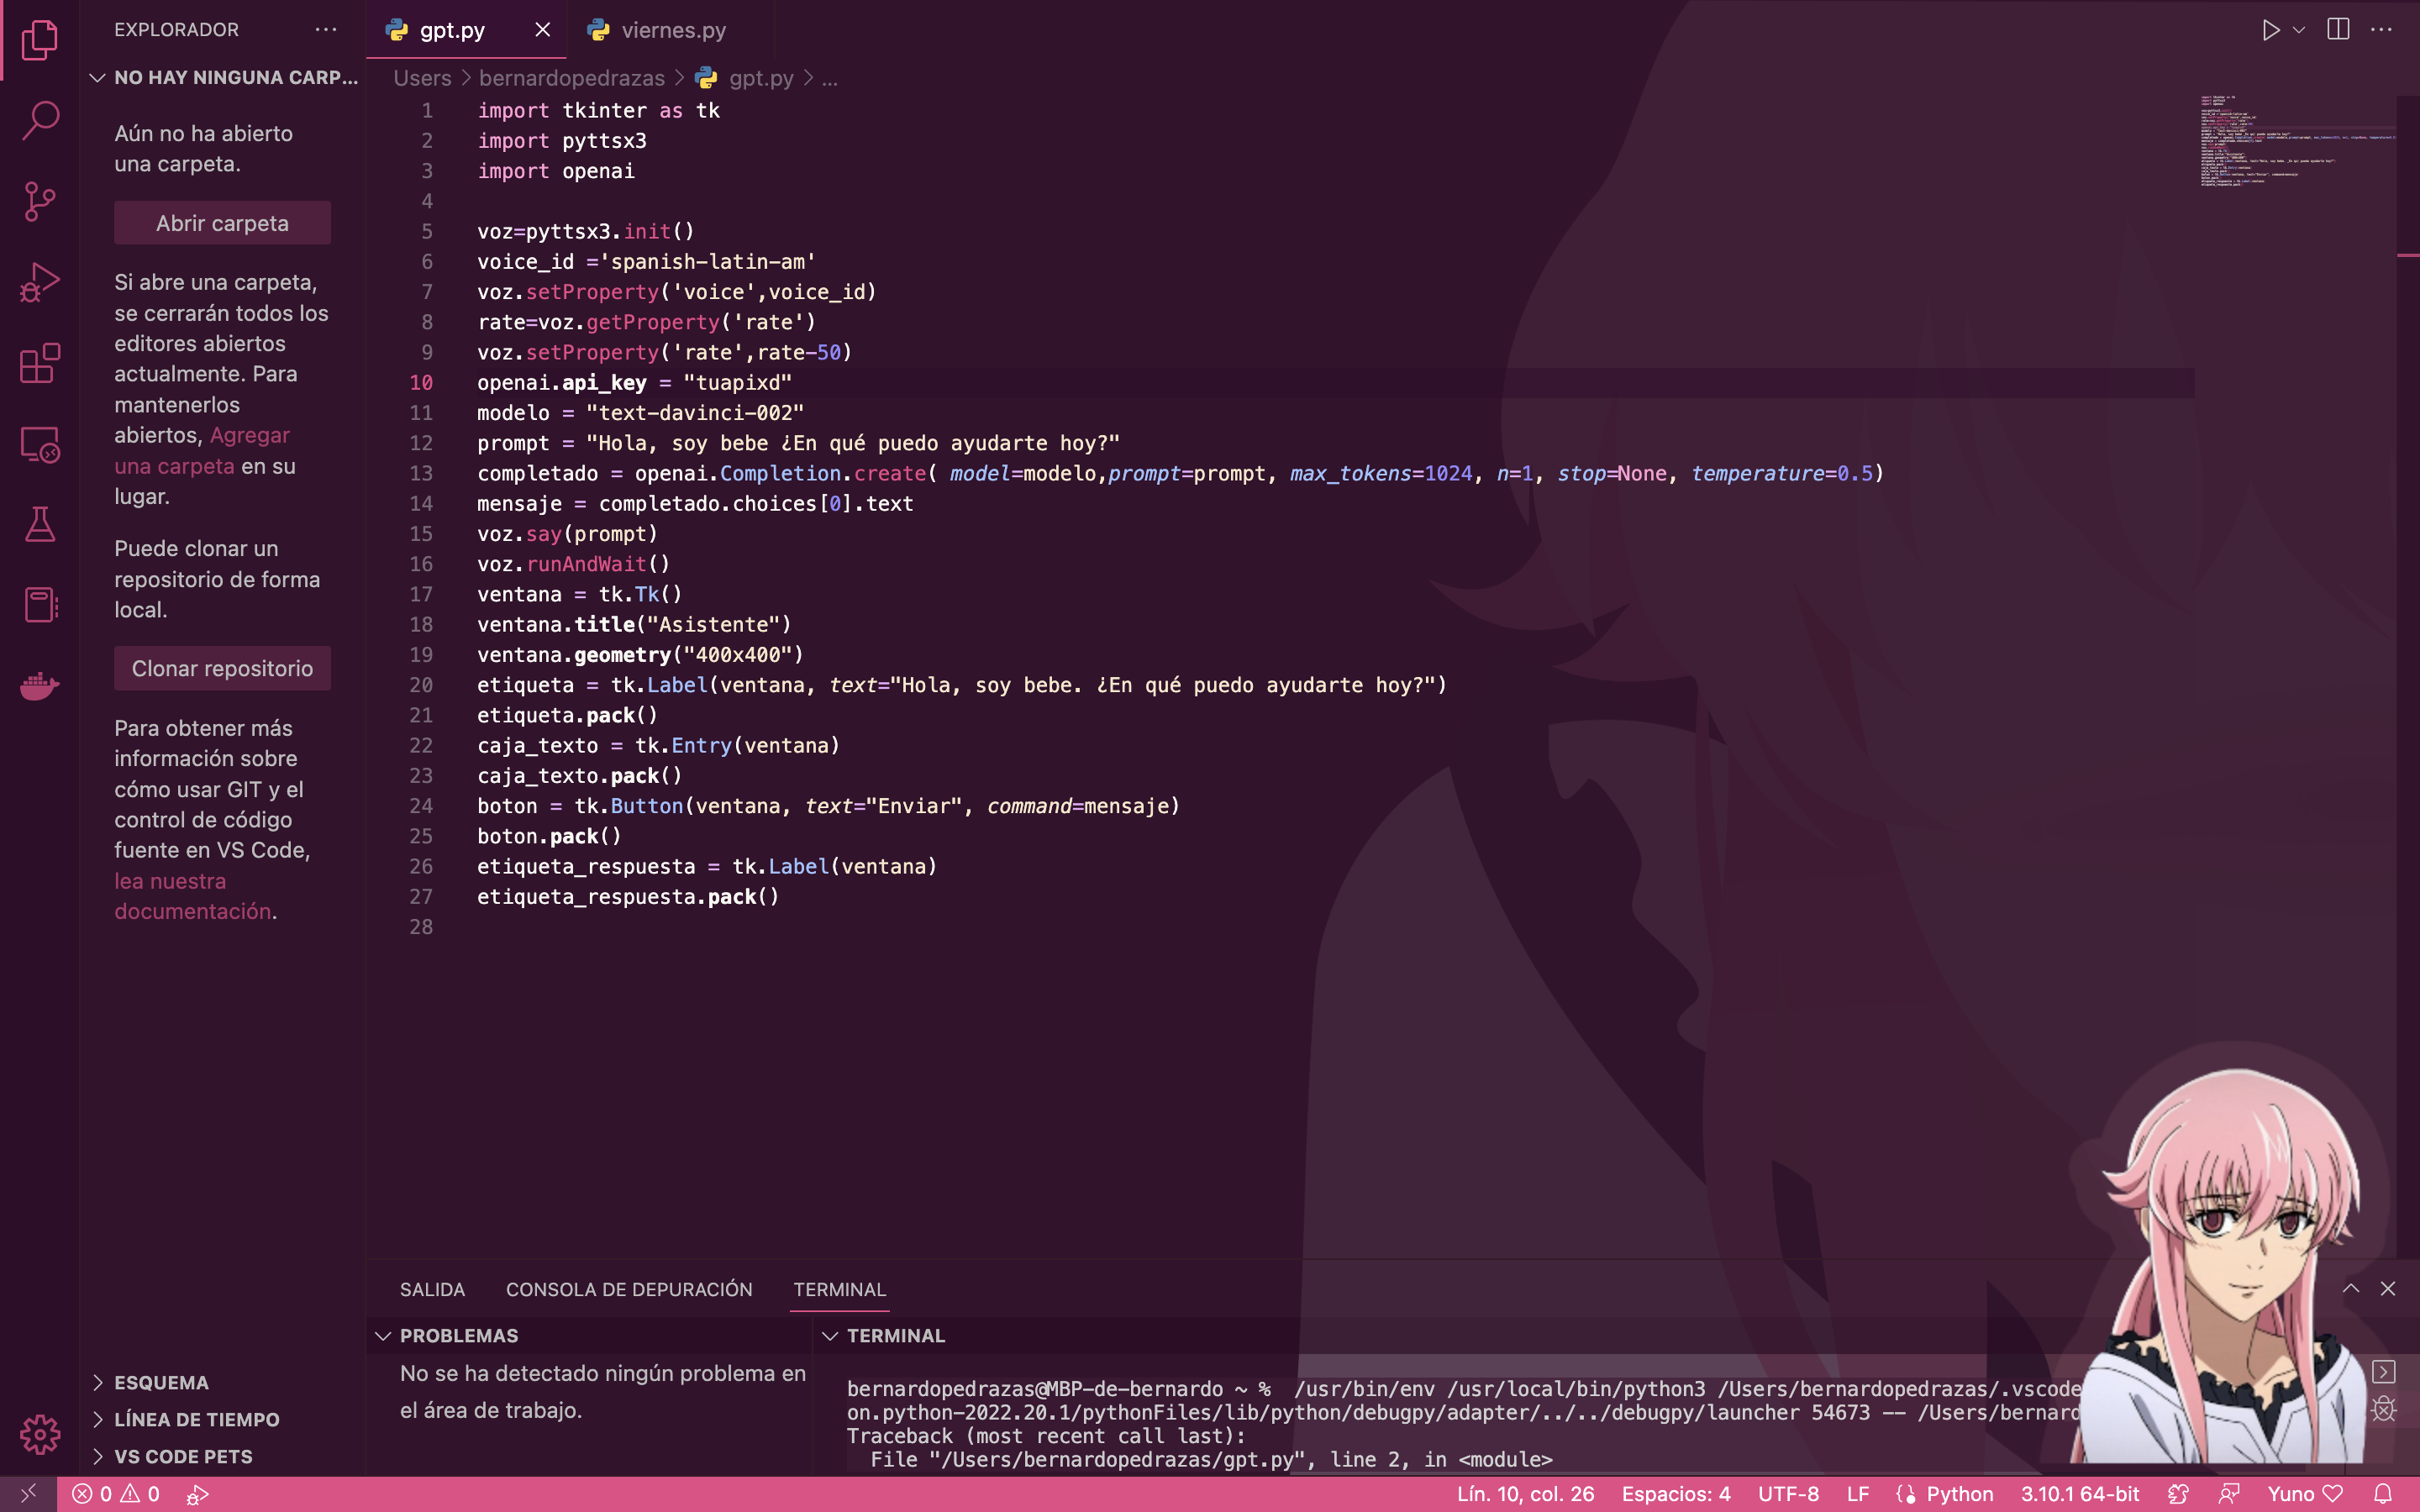 EXPLORADOR
NO HAY NINGUNA CARP...
Aún no ha abierto
una carpeta.
Abrir carpeta
Si abre una carpeta,
se cerrarán todos los
editores abiertos
actualmente. Para
mantenerlos
abiertos, Agregar
una carpeta en su
lugar.
Puede clonar un
repositorio de forma
local.
Clonar repositorio
Para obtener más
información sobre
cómo usar GIT y el
control de código
fuente en VS Code,
lea nuestra
documentación.
ESQUEMA
LÍNEA DE TIEMPO
VS CODE PETS
gpt.py
viernes.py
Users > bernardopedrazas > gpt.py > ...
1 import tkinter as tk
2 import pyttsx3
3 import openai
4
5 voz=pyttsx3.init()
6 voice_id ='spanish-latin-am'
7 voz.setProperty('voice',voice_id)
8 rate=voz.getProperty('rate')
9 voz.setProperty('rate',rate-50)
10 openai.api_key = "tuapixd"
11 modelo = "text-davinci-002"
12 prompt = "Hola, soy bebe ¿En qué puedo ayudarte hoy?"
13 completado = openai.Completion.create( model=modelo,prompt=prompt, max_tokens=1024, n=1, stop=None, temperature=0.5)
14 mensaje = completado.choices[0].text
15 voz.say(prompt)
16 voz.runAndWait()
17 ventana = tk.Tk()
18 ventana.title("Asistente")
19 ventana.geometry("400x400")
20 etiqueta = tk.Label(ventana, text="Hola, soy bebe. ¿En qué puedo ayudarte hoy?")
21 etiqueta.pack()
22 caja_texto = tk.Entry(ventana)
23 caja_texto.pack()
24 boton = tk.Button(ventana, text="Enviar", command=mensaje)
25 boton.pack()
26 etiqueta_respuesta = tk.Label(ventana)
27 etiqueta_respuesta.pack()
28
SALIDA
CONSOLA DE DEPURACIÓN
TERMINAL
PROBLEMAS
No se ha detectado ningún problema en
el área de trabajo.
TERMINAL
bernardopedrazas@MBP-de-bernardo ~ %  /usr/bin/env /usr/local/bin/python3 /Users/bernardopedrazas/.vscode
on.python-2022.20.1/pythonFiles/lib/python/debugpy/adapter/../../debugpy/launcher 54673 -- /Users/bernard
Traceback (most recent call last):
File "/Users/bernardopedrazas/gpt.py", line 2, in <module>
0 0
Lín. 10, col. 26
Espacios: 4
UTF-8
LF
Python
3.10.1 64-bit
Yuno